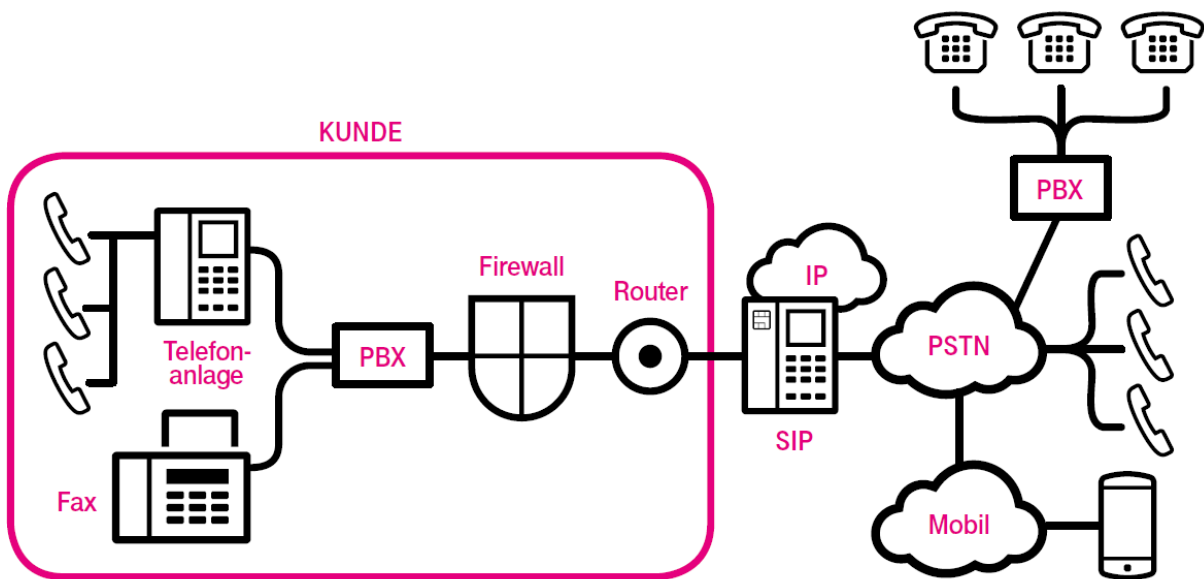 KUNDE
Telefon-
anlage
Fax
PBX
Firewall
Router
IP
SIP
PSTN
PBX
Mobil